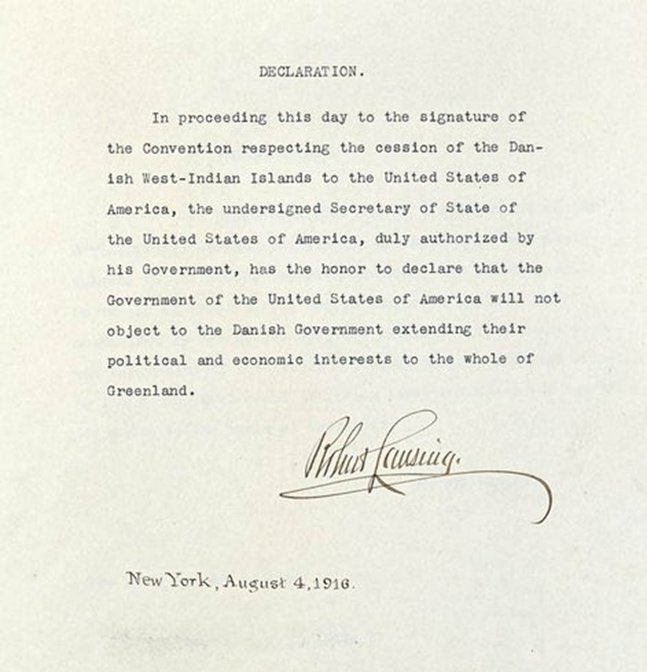 DECLARATION.
In proceeding this day to the signature of
the Convention respecting the cession of the Dan-
ish West-Indian Islands to the United States of
America, the undersigned Secretary of State of
the United States of America, duly authorized by
his Government, has the honor to declare that the
Government of the United States of America will not
object to the Danish Government extending their
political and economic interests to the whole of
Greenland.
Robert Lansing.
New York, August 4, 1916.